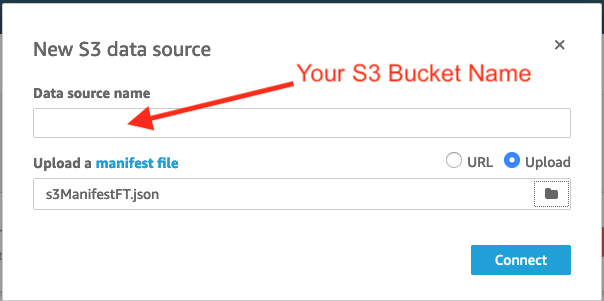 New S3 data source
Your S3 Bucket Name
Data source name
Upload a manifest file
URL
Upload
s3ManifestFT.json
Connect